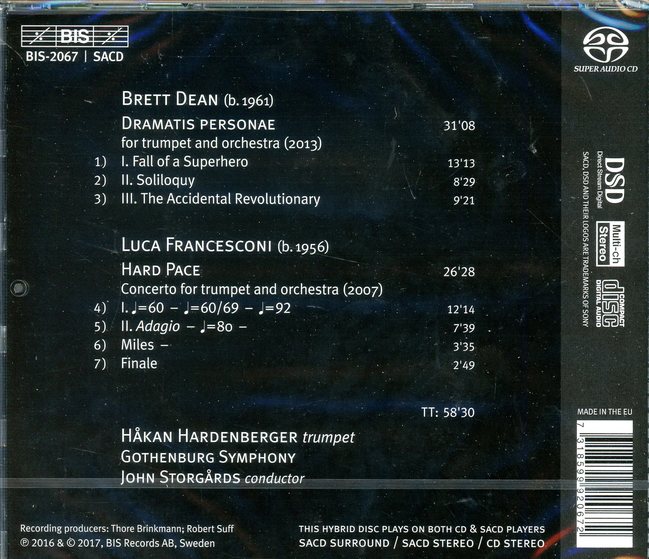 BIS
BIS-2067 | SACD
SUPER AUDIO CD
BRETT DEAN (b. 1961)
DRAMATIS PERSONAE 31'08
for trumpet and orchestra (2013)
1) I. Fall of a Superhero 13'13
2) II. Soliloquy 8'29
3) III. The Accidental Revolutionary 9'21
LUCA FRANCESCONI (b. 1956)
HARD PACE 26'28
Concerto for trumpet and orchestra (2007)
4) I. ♩=60 – ♩=60/69 – ♩=92 12'14
5) II. Adagio – ♩=80 – 7'39
6) Miles – 3'35
7) Finale 2'49
TT: 58'30
HÅKAN HARDENBERGER trumpet
GOTHENBURG SYMPHONY
JOHN STORGÅRDS conductor
Recording producers: Thore Brinkmann; Robert Suff
℗ 2016 & © 2017, BIS Records AB, Sweden
THIS HYBRID DISC PLAYS ON BOTH CD & SACD PLAYERS
SACD SURROUND / SACD STEREO / CD STEREO
DSD
Direct Stream Digital
SACD, DSD AND THEIR LOGOS ARE TRADEMARKS OF SONY
Multi-ch
Stereo
COMPACT
disc
DIGITAL AUDIO
MADE IN THE EU
7 318599 920672